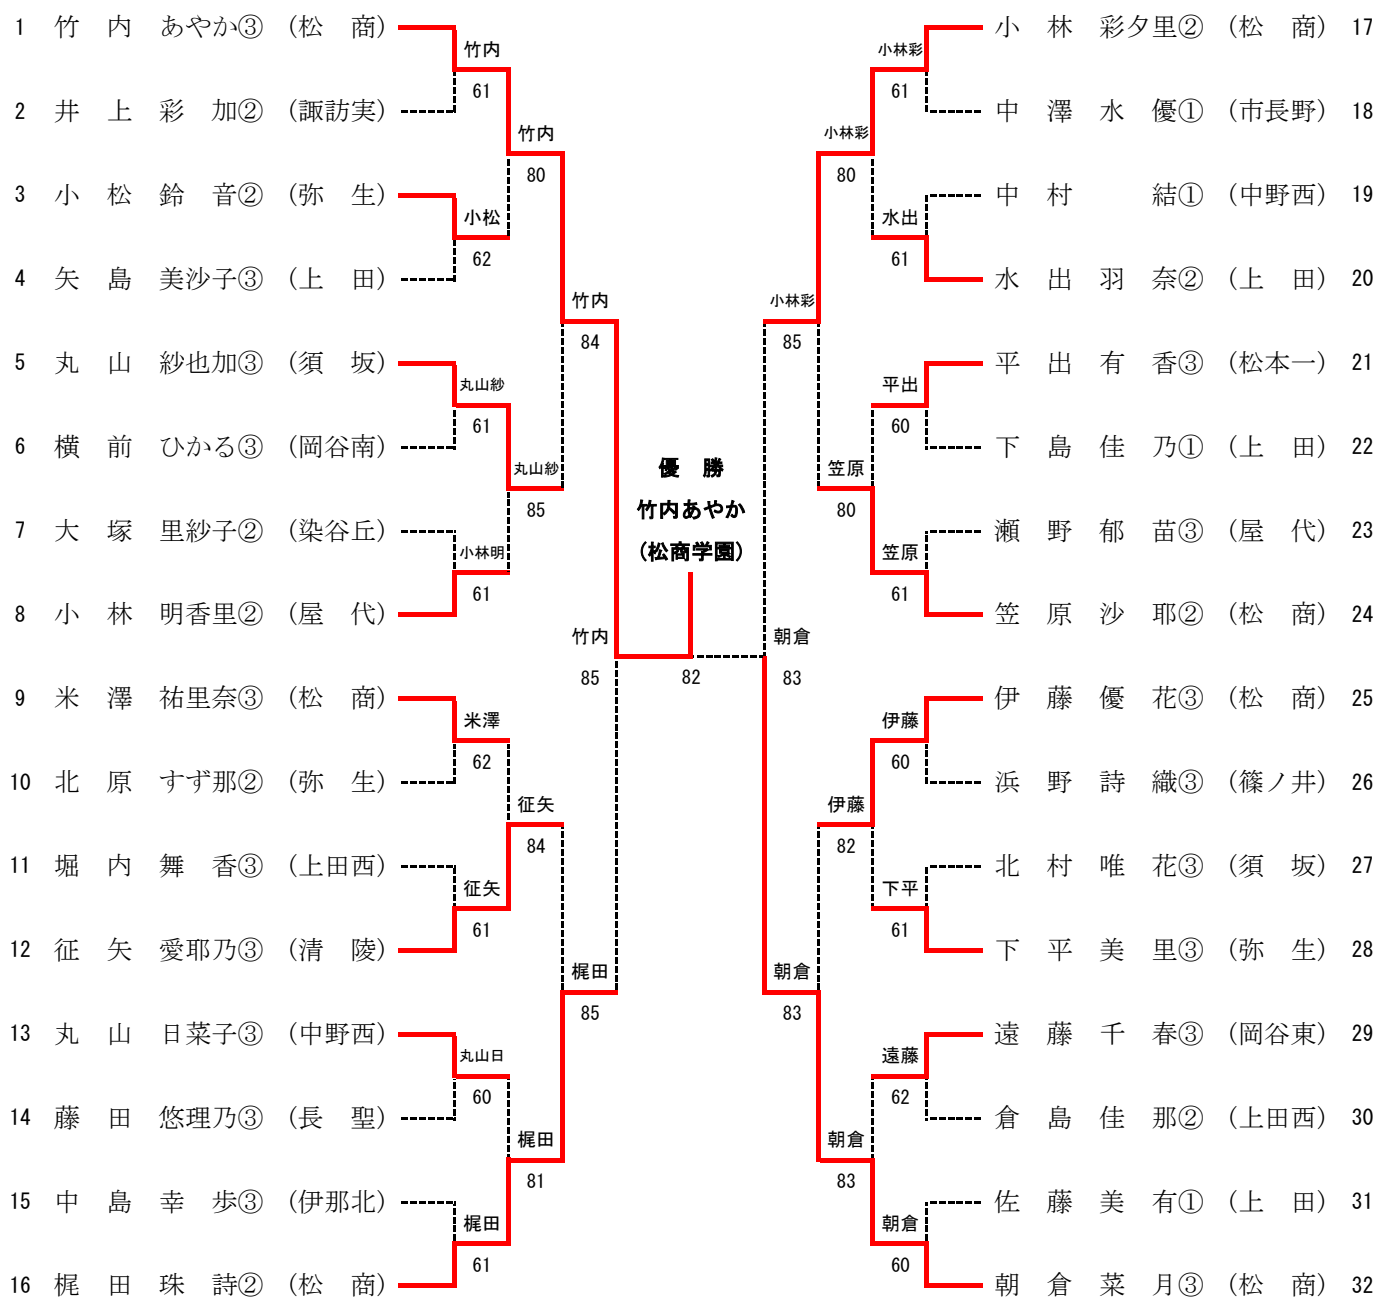 1 竹 内 あやか③ (松 商)
竹内
61
2 井 上 彩 加② (諏訪実)
竹内
80
3 小 松 鈴 音② (弥 生)
小松
62
4 矢 島 美沙子③ (上 田)
竹内
84
5 丸 山 紗也加③ (須 坂)
丸山紗
61
6 横 前 ひかる③ (岡谷南)
丸山紗
85
7 大 塚 里紗子② (染谷丘)
小林明
61
8 小 林 明香里② (屋 代)
竹内
85
9 米 澤 祐里奈③ (松 商)
米澤
62
10 北 原 すず那② (弥 生)
征矢
84
11 堀 内 舞 香③ (上田西)
征矢
61
12 征 矢 愛耶乃③ (清 陵)
梶田
85
13 丸 山 日菜子③ (中野西)
丸山日
60
14 藤 田 悠理乃③ (長 聖)
梶田
81
15 中 島 幸 歩③ (伊那北)
梶田
61
16 梶 田 珠 詩② (松 商)
優 勝
竹内あやか
(松商学園)
82
小 林 彩夕里② (松 商) 17
小林彩
61
中 澤 水 優① (市長野) 18
小林彩
80
中 村 結① (中野西) 19
水出
61
水 出 羽 奈② (上 田) 20
小林彩
85
平 出 有 香③ (松本一) 21
平出
60
下 島 佳 乃① (上 田) 22
笠原
80
瀬 野 郁 苗③ (屋 代) 23
笠原
61
笠 原 沙 耶② (松 商) 24
朝倉
83
伊 藤 優 花③ (松 商) 25
伊藤
60
浜 野 詩 織③ (篠ノ井) 26
伊藤
82
北 村 唯 花③ (須 坂) 27
下平
61
下 平 美 里③ (弥 生) 28
朝倉
83
遠 藤 千 春③ (岡谷東) 29
遠藤
62
倉 島 佳 那② (上田西) 30
朝倉
83
佐 藤 美 有① (上 田) 31
朝倉
60
朝 倉 菜 月③ (松 商) 32